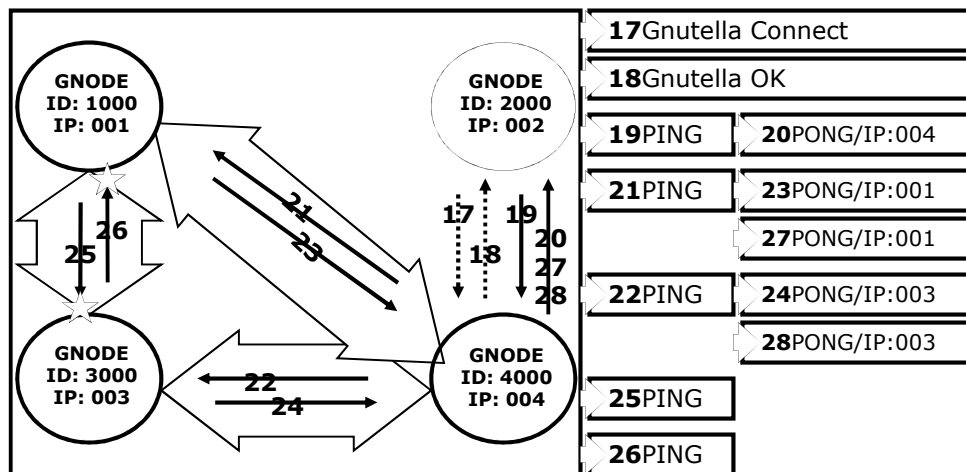 GNODE
ID: 1000
IP: 001
GNODE
ID: 2000
IP: 002
17Gnutella Connect
18Gnutella OK
19PING
20PONG/IP:004
21PING
23PONG/IP:001
27PONG/IP:001
22PING
24PONG/IP:003
28PONG/IP:003
25PING
26PING
21
23
17
18
19
20
27
28
26
25
GNODE
ID: 3000
IP: 003
22
24
GNODE
ID: 4000
IP: 004